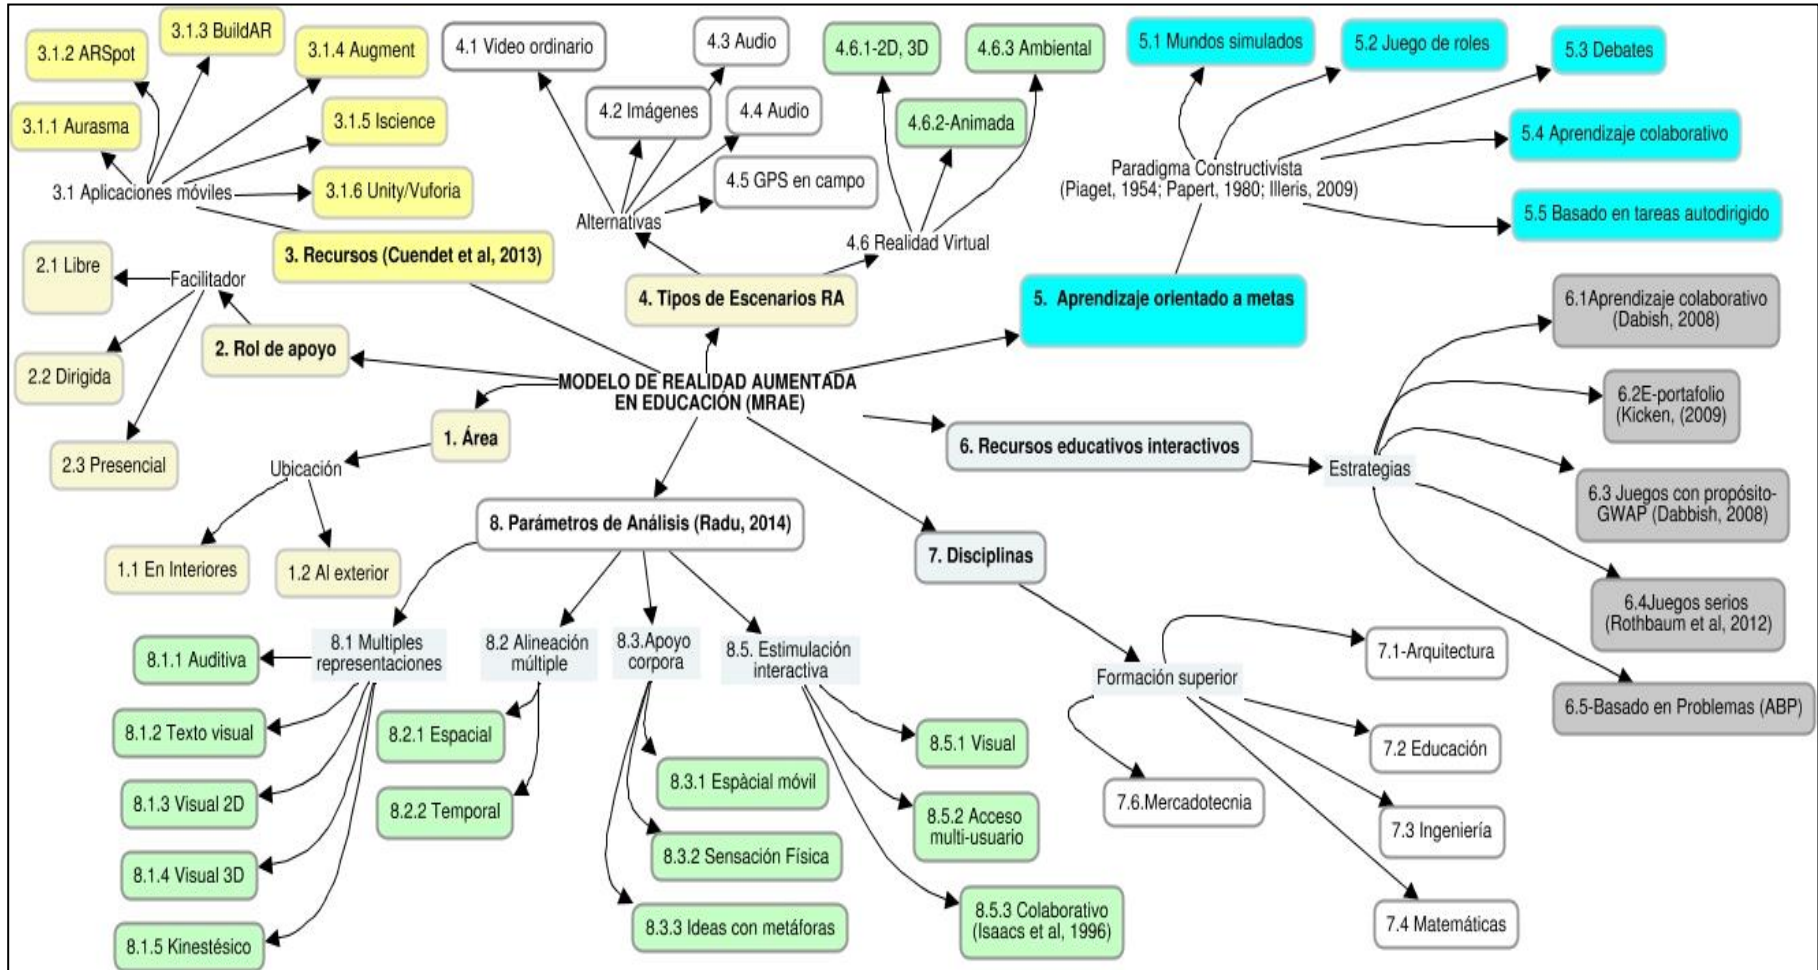 3.1.3 BuildAR
3.1.2 ARSpot
3.1.4 Augment
3.1.1 Aurasma
3.1.5 Iscience
3.1 Aplicaciones móviles
3.1.6 Unity/Vuforia
3. Recursos (Cuendet et al, 2013)
4.1 Video ordinario
4.3 Audio
4.2 Imágenes
4.4 Audio
4.5 GPS en campo
Alternativas
4.6.1-2D, 3D
4.6.3 Ambiental
4.6.2-Animada
4.6 Realidad Virtual
4. Tipos de Escenarios RA
5.1 Mundos simulados
5.2 Juego de roles
5.3 Debates
5.4 Aprendizaje colaborativo
Paradigma Constructivista
(Piaget, 1954; Papert, 1980; Illeris, 2009)
5.5 Basado en tareas autodirigido
5. Aprendizaje orientado a metas
2.1 Libre
Facilitador
2. Rol de apoyo
2.2 Dirigida
2.3 Presencial
MODELO DE REALIDAD AUMENTADA
EN EDUCACIÓN (MRAE)
1. Área
Ubicación
1.1 En Interiores
1.2 Al exterior
6. Recursos educativos interactivos
Estrategias
6.1Aprendizaje colaborativo
(Dabish, 2008)
6.2E-portafolio
(Kicken, (2009)
6.3 Juegos con propósito-
GWAP (Dabbish, 2008)
6.4Juegos serios
(Rothbaum et al, 2012)
6.5-Basado en Problemas (ABP)
8. Parámetros de Análisis (Radu, 2014)
7. Disciplinas
8.1 Multiples
representaciones
8.1.1 Auditiva
8.1.2 Texto visual
8.1.3 Visual 2D
8.1.4 Visual 3D
8.1.5 Kinestésico
8.2 Alineación
múltiple
8.2.1 Espacial
8.2.2 Temporal
8.3.Apoyo
corpora
8.3.1 Espàcial móvil
8.3.2 Sensación Física
8.3.3 Ideas con metáforas
8.5. Estimulación
interactiva
8.5.1 Visual
8.5.2 Acceso
multi-usuario
8.5.3 Colaborativo
(Isaacs et al, 1996)
Formación superior
7.1-Arquitectura
7.2 Educación
7.6.Mercadotecnia
7.3 Ingeniería
7.4 Matemáticas